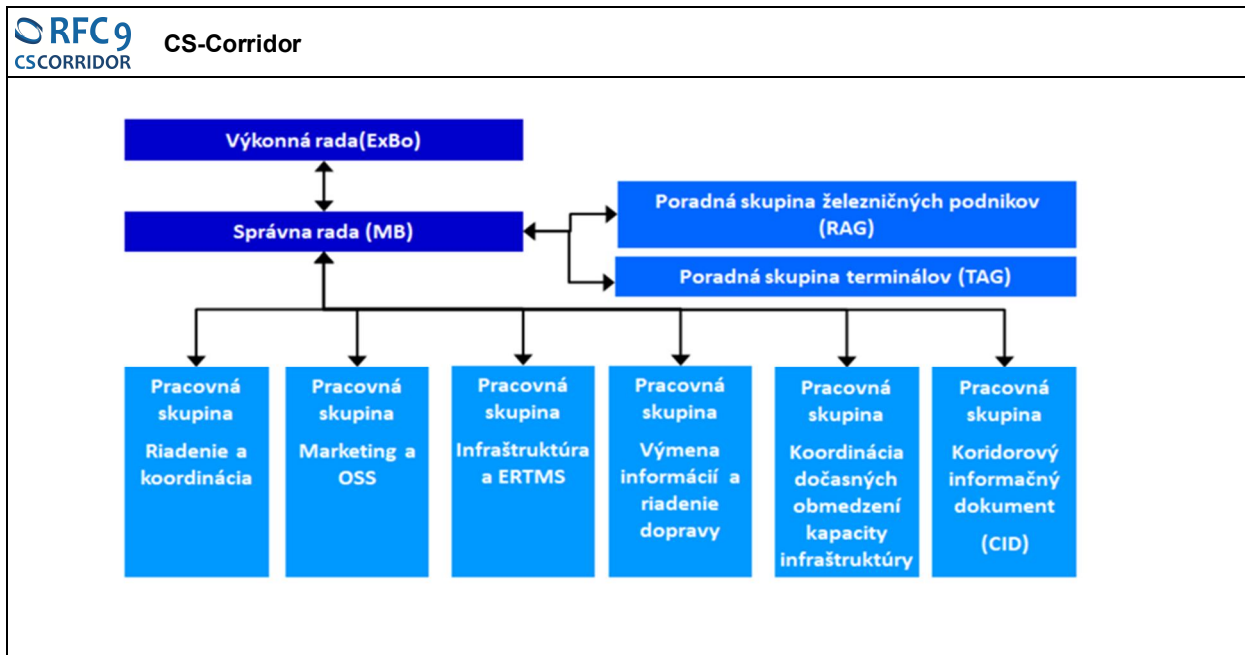 RFC9
CSCORRIDOR
CS-Corridor
Výkonná rada(ExBo)
Správna rada (MB)
Poradná skupina železničných podnikov
(RAG)
Poradná skupina terminálov (TAG)
Pracovná
skupina
Riadenie a
koordinácia
Pracovná
skupina
Marketing a
OSS
Pracovná
skupina
Infraštruktúra
a ERTMS
Pracovná
skupina
Výmena
informácií a
riadenie
dopravy
Pracovná
skupina
Koordinácia
dočasných
obmedzení
kapacity
infraštruktúry
Pracovná
skupina
Koridorový
informačný
dokument
(CID)